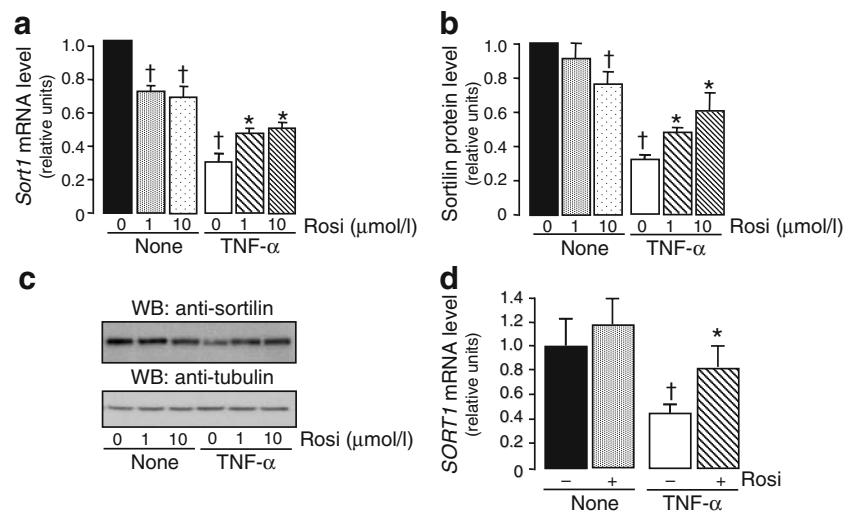 a
Sort1 mRNA level
(relative units)
1.0
0.8
0.6
0.4
0.2
0
† † † * *
0 1 10 0 1 10 Rosi (μmol/l)
None TNF-α
b
Sortilin protein level
(relative units)
1.0
0.8
0.6
0.4
0.2
0
† † * *
0 1 10 0 1 10 Rosi (μmol/l)
None TNF-α
c
WB: anti-sortilin
WB: anti-tubulin
0 1 10 0 1 10 Rosi (μmol/l)
None TNF-α
d
SORT1 mRNA level
(relative units)
1.4
1.2
1.0
0.8
0.6
0.4
0.2
0
† *
– + – + Rosi
None TNF-α